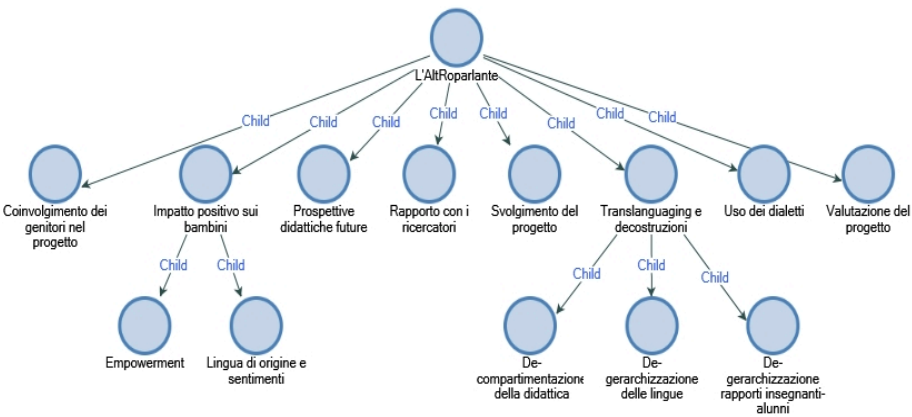 L'AltRoparlante
Child
Child
Child
Child
Child
Child
Child
Child
Coinvolgimento dei
genitori nel
progetto
Impatto positivo sui
bambini
Prospettive
didattiche future
Rapporto con i
ricercatori
Svolgimento del
progetto
Translanguaging e
decostruzioni
Uso dei dialetti
Valutazione del
progetto
Child
Child
Child
Child
Child
Empowerment
Lingua di origine e
sentimenti
De-
compartimentazione
della didattica
De-
gerarchizzazione
delle lingue
De-
gerarchizzazione
rapporti insegnanti-
alunni